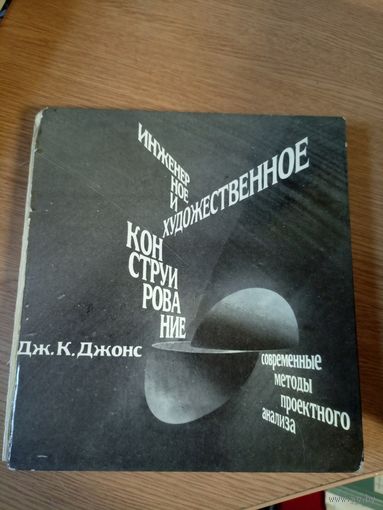 ИНЖЕНЕР
НОЕ И
ХУДОЖЕСТВЕННОЕ
КОН
СТРУИ
РОВА
НИЕ
Дж. К. Джонс
современные
методы
проектного
анализа